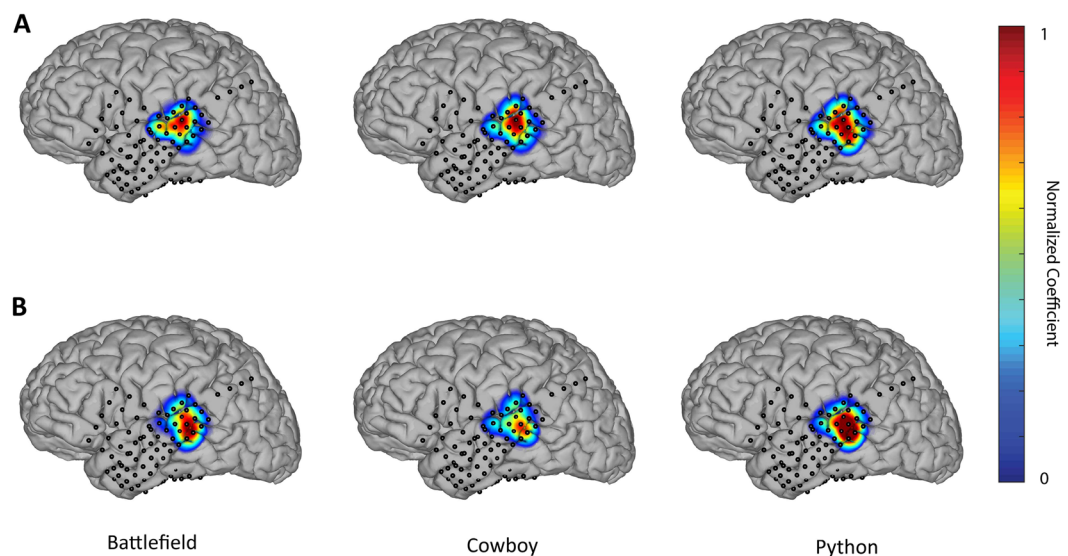 A
1
Normalized Coefficient
0
B
Battlefield
Cowboy
Python